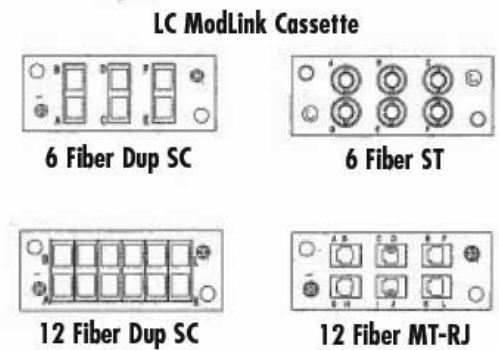 LC ModLink Cassette
B D F
A C E
6 Fiber Dup SC
A B C
D E F
6 Fiber ST
12 Fiber Dup SC
A B C D E F
G H I J K L
12 Fiber MT-RJ